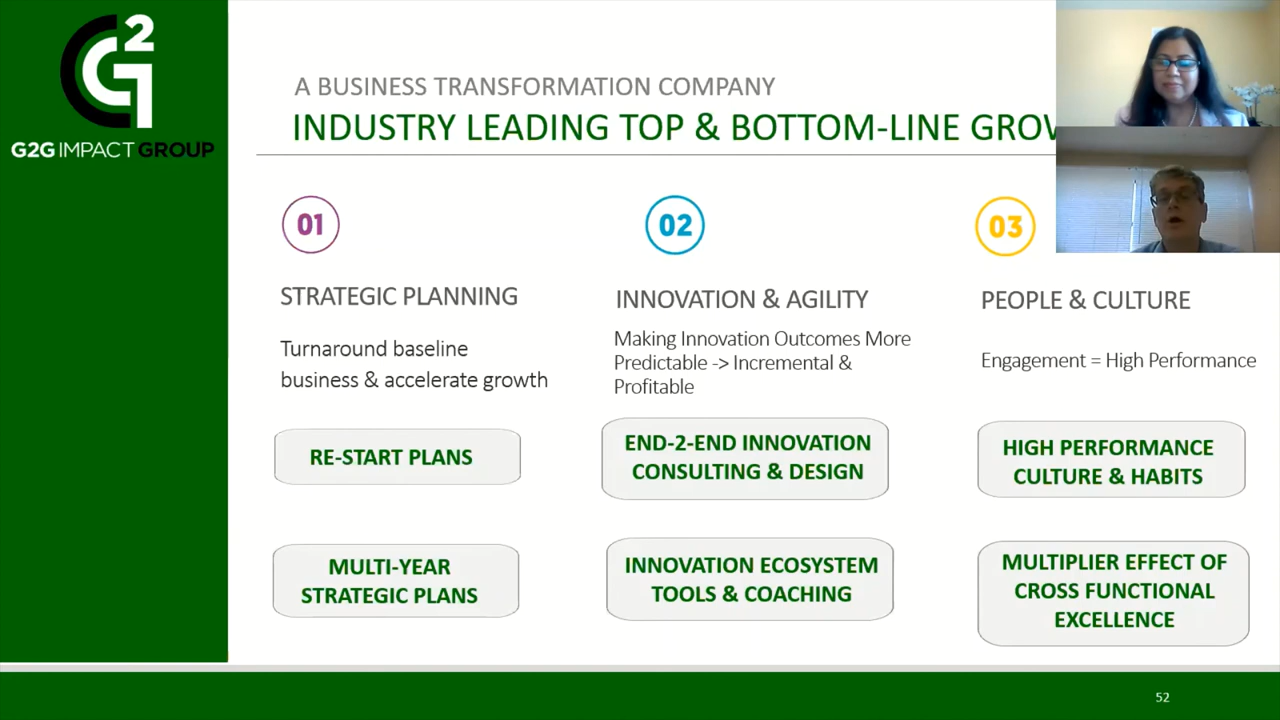 G2
G2G IMPACT GROUP
A BUSINESS TRANSFORMATION COMPANY
INDUSTRY LEADING TOP & BOTTOM-LINE
01
STRATEGIC PLANNING
Turnaround baseline
business & accelerate growth
RE-START PLANS
MULTI-YEAR
STRATEGIC PLANS
02
INNOVATION & AGILITY
Making Innovation Outcomes More
Predictable -> Incremental &
Profitable
END-2-END INNOVATION
CONSULTING & DESIGN
INNOVATION ECOSYSTEM
TOOLS & COACHING
03
PEOPLE & CULTURE
Engagement = High Performance
HIGH PERFORMANCE
CULTURE & HABITS
MULTIPLIER EFFECT OF
CROSS FUNCTIONAL
EXCELLENCE
52